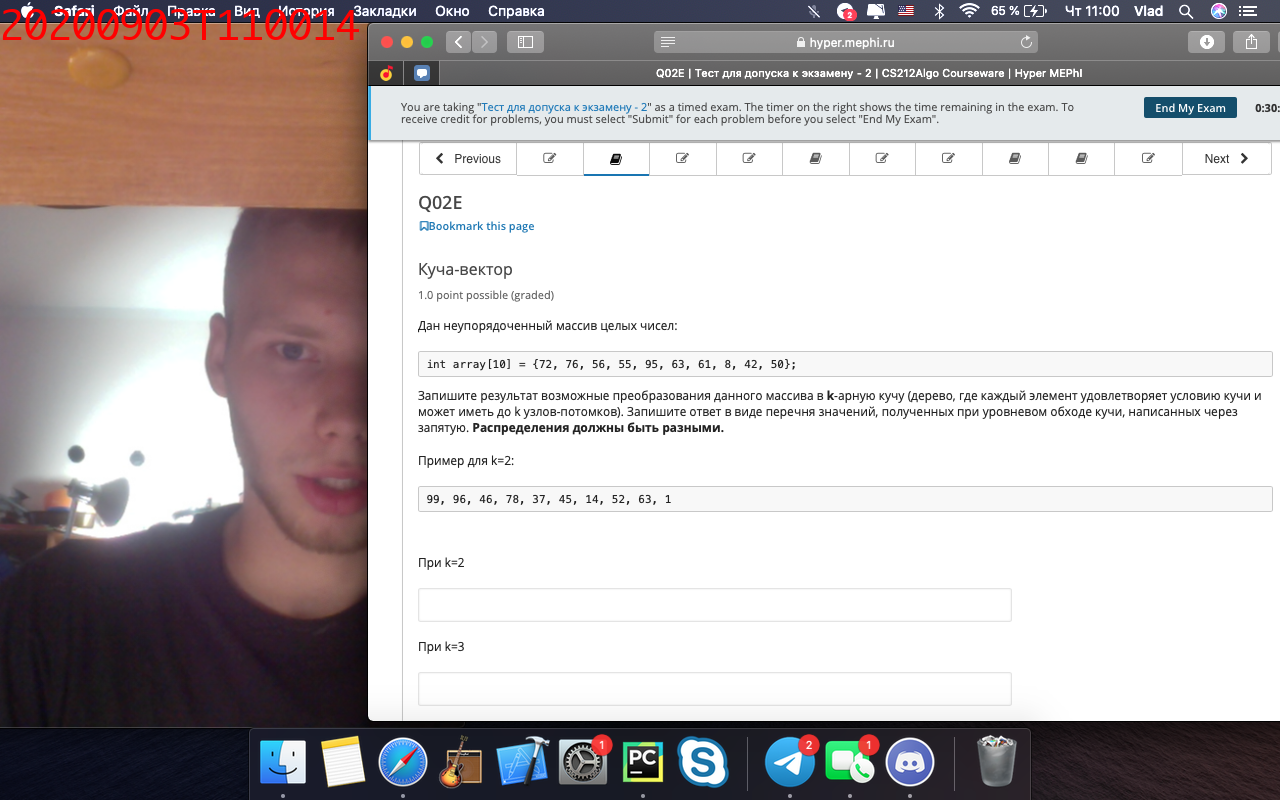 Safari Файл Правка Вид История Закладки Окно Справка
2 65 % Чт 11:00 Vlad
20200903T110014
hyper.mephi.ru
Q02E | Тест для допуска к экзамену - 2 | CS212Algo Courseware | Hyper MEPhI
You are taking "Тест для допуска к экзамену - 2" as a timed exam. The timer on the right shows the time remaining in the exam. To
receive credit for problems, you must select "Submit" for each problem before you select "End My Exam".
End My Exam
0:30:
Previous
Next
Q02E
Bookmark this page
Куча-вектор
1.0 point possible (graded)
Дан неупорядоченный массив целых чисел:
int array[10] = {72, 76, 56, 55, 95, 63, 61, 8, 42, 50};
Запишите результат возможные преобразования данного массива в k-арную кучу (дерево, где каждый элемент удовлетворяет условию кучи и
может иметь до k узлов-потомков). Запишите ответ в виде перечня значений, полученных при уровневом обходе кучи, написанных через
запятую. Распределения должны быть разными.
Пример для k=2:
99, 96, 46, 78, 37, 45, 14, 52, 63, 1
При k=2
При k=3
1
PC
2
1